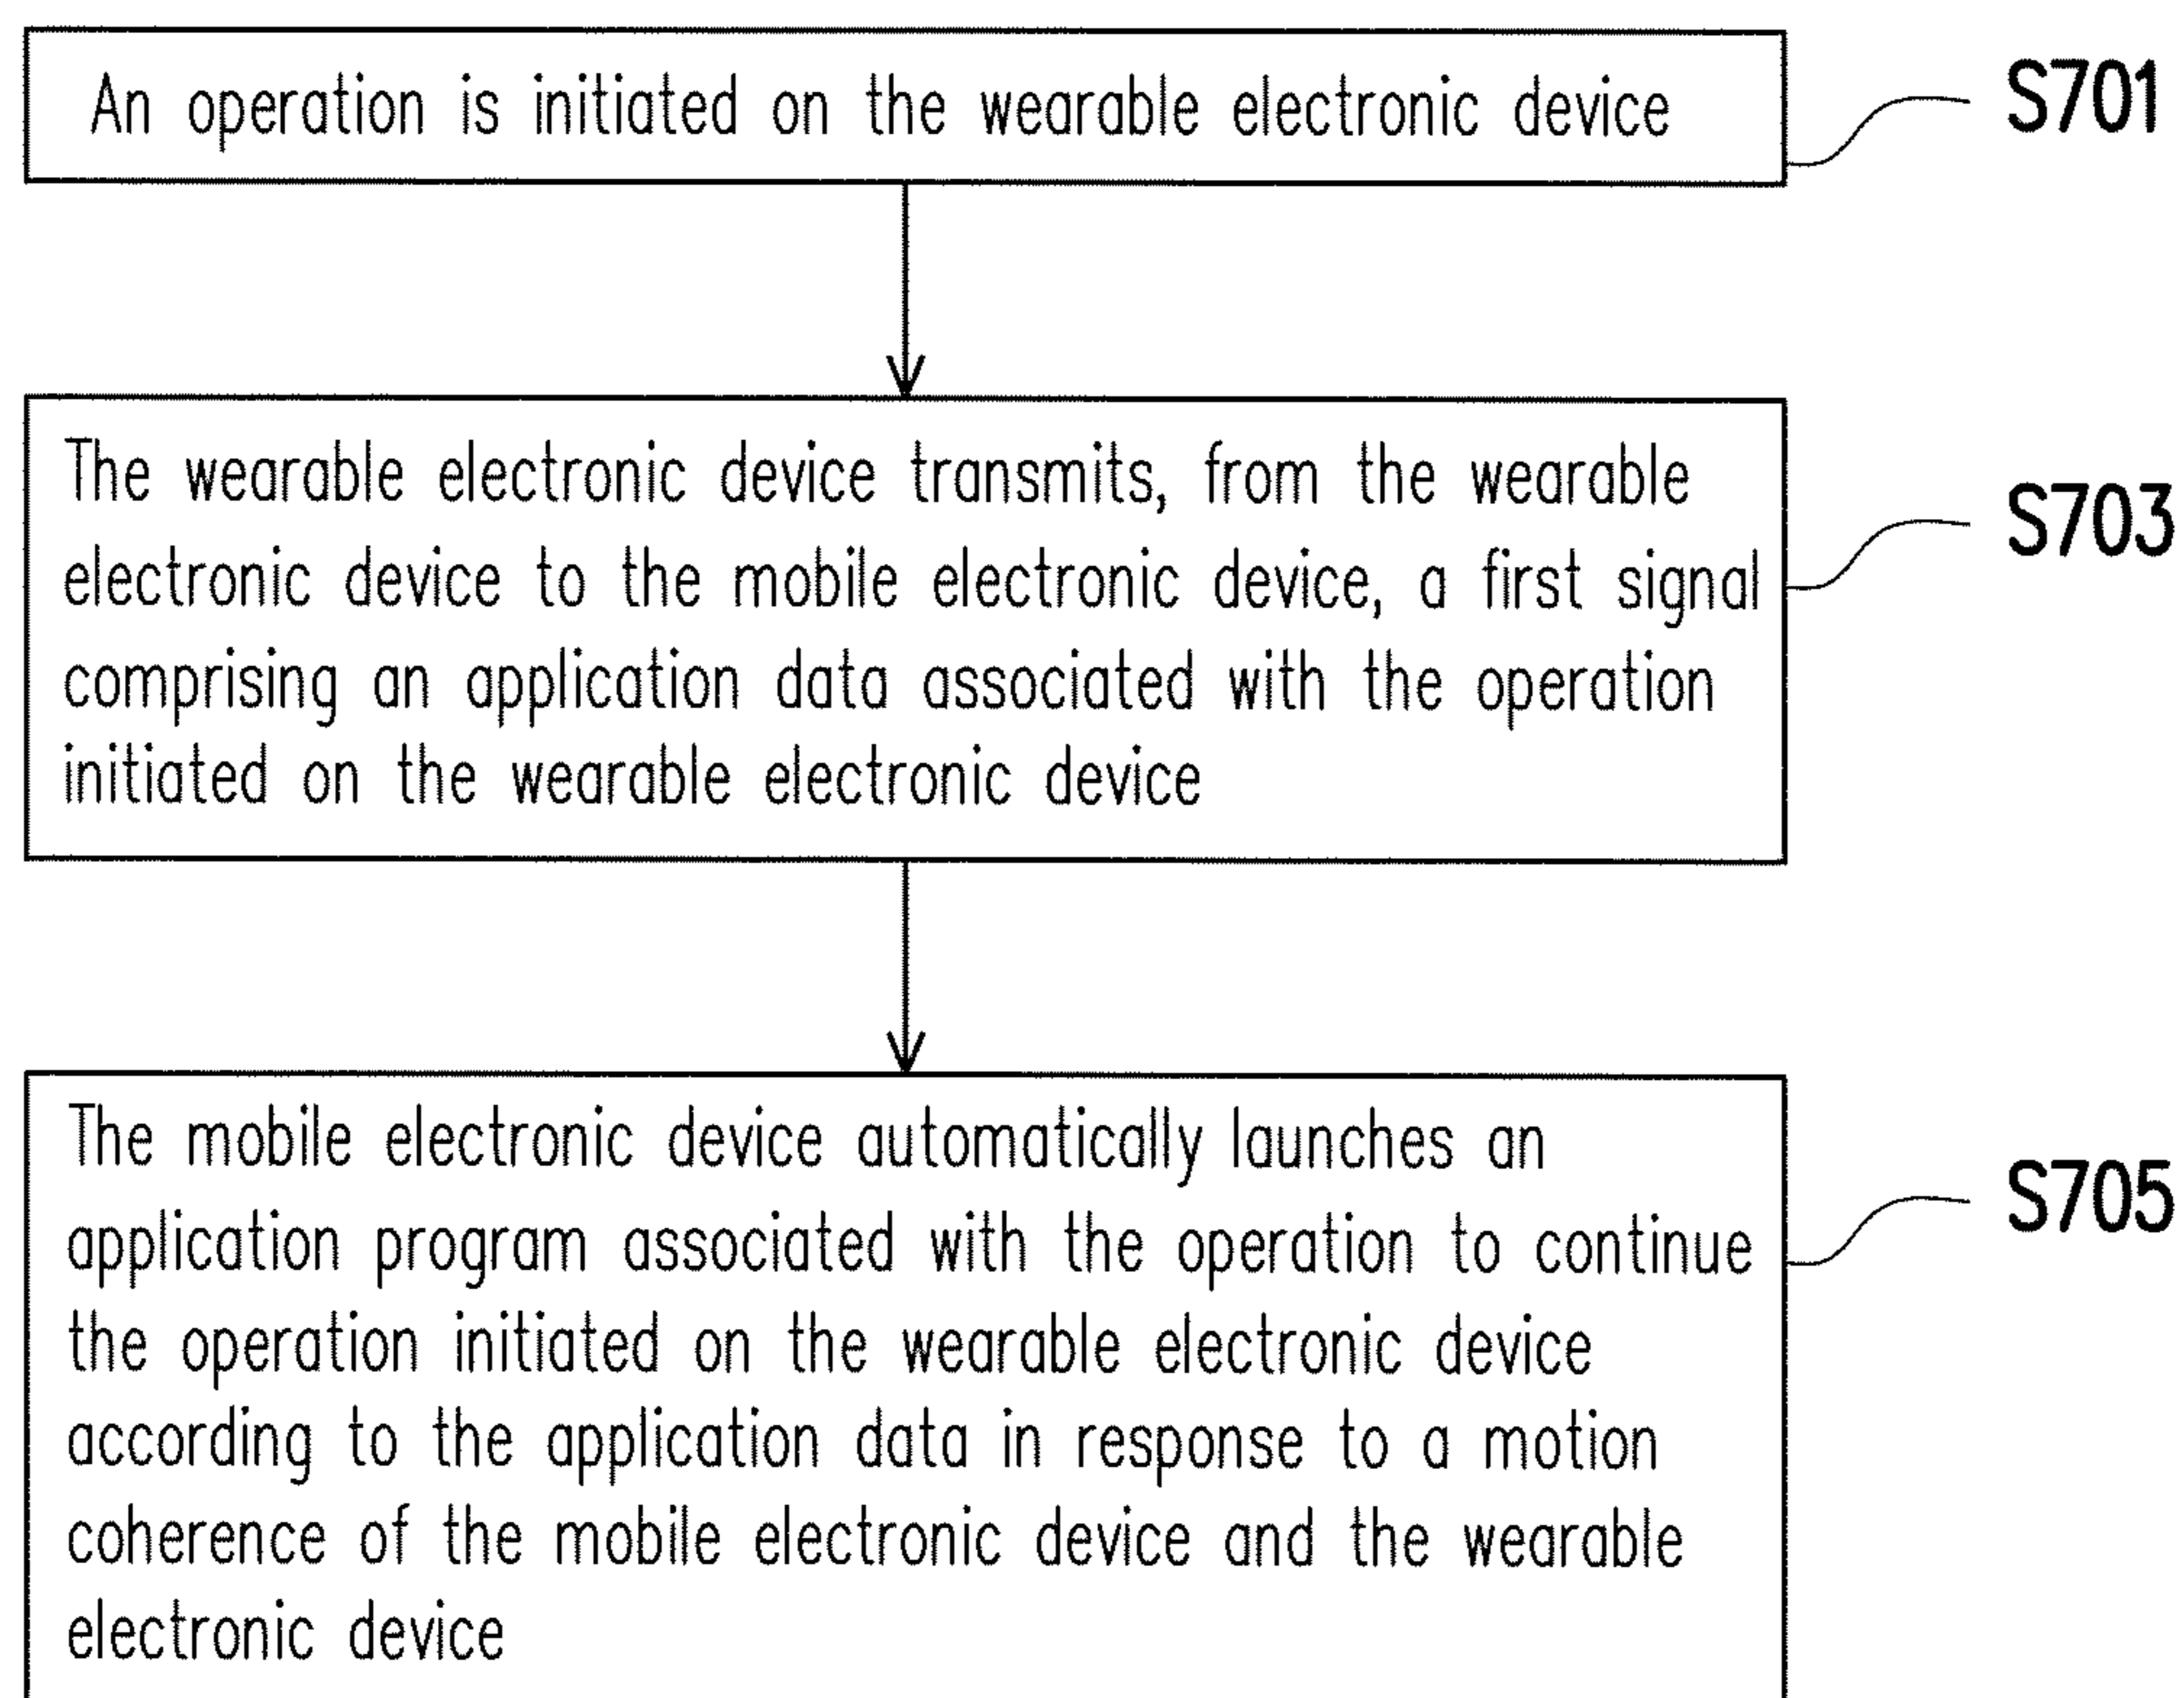 An operation is initiated on the wearable electronic device
S701
The wearable electronic device transmits, from the wearable
electronic device to the mobile electronic device, a first signal
comprising an application data associated with the operation
initiated on the wearable electronic device
S703
The mobile electronic device automatically launches an
application program associated with the operation to continue
the operation initiated on the wearable electronic device
according to the application data in response to a motion
coherence of the mobile electronic device and the wearable
electronic device
S705